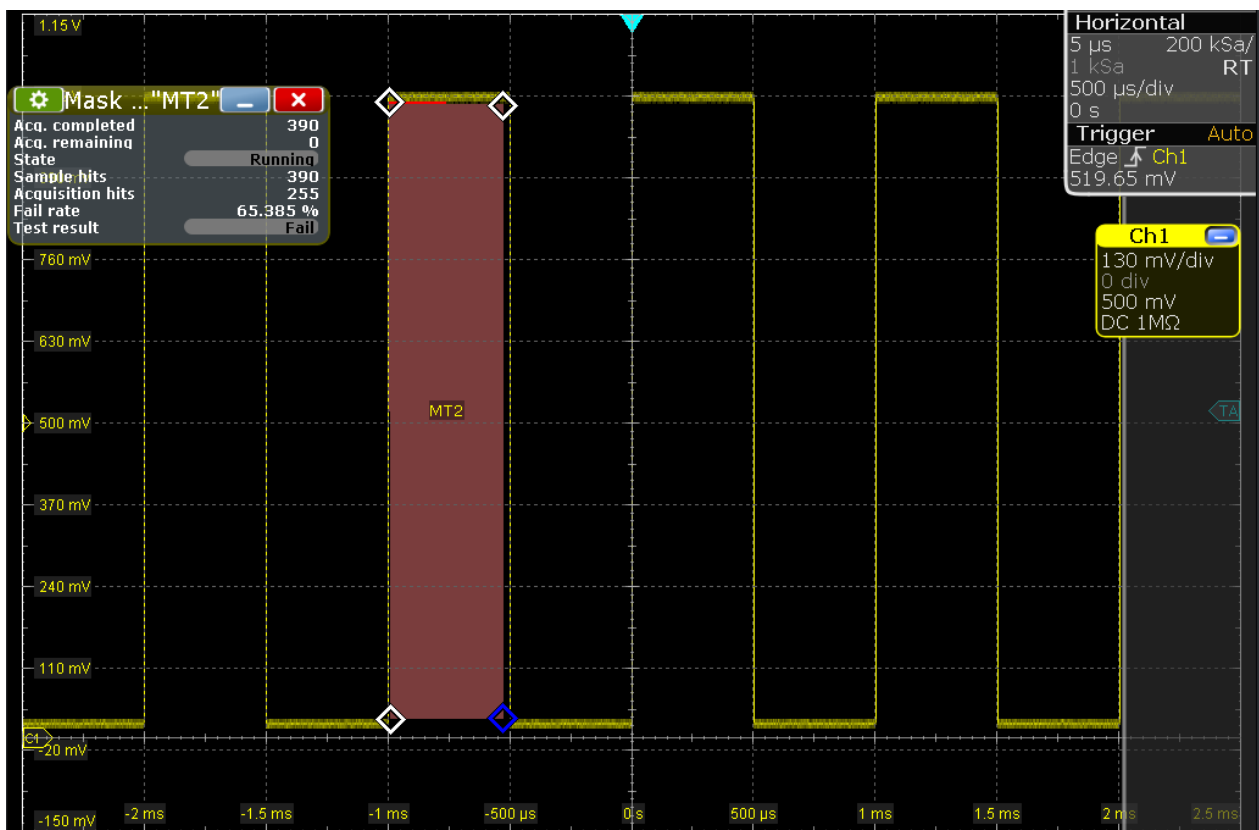 1.15 V
Mask ..."MT2"
Acq. completed 390
Acq. remaining 0
State Running
Sample hits 390
Acquisition hits 255
Fail rate 65.385 %
Test result Fail
Horizontal
5 µs 200 kSa/
1 kSa RT
500 µs/div
0 s
Trigger Auto
Edge Ch1
519.65 mV
Ch1
130 mV/div
0 div
500 mV
DC 1MΩ
760 mV
630 mV
MT2
TA
500 mV
370 mV
240 mV
110 mV
C1
-20 mV
-150 mV
-2 ms -1.5 ms -1 ms -500 µs 0 s 500 µs 1 ms 1.5 ms 2 ms 2.5 ms